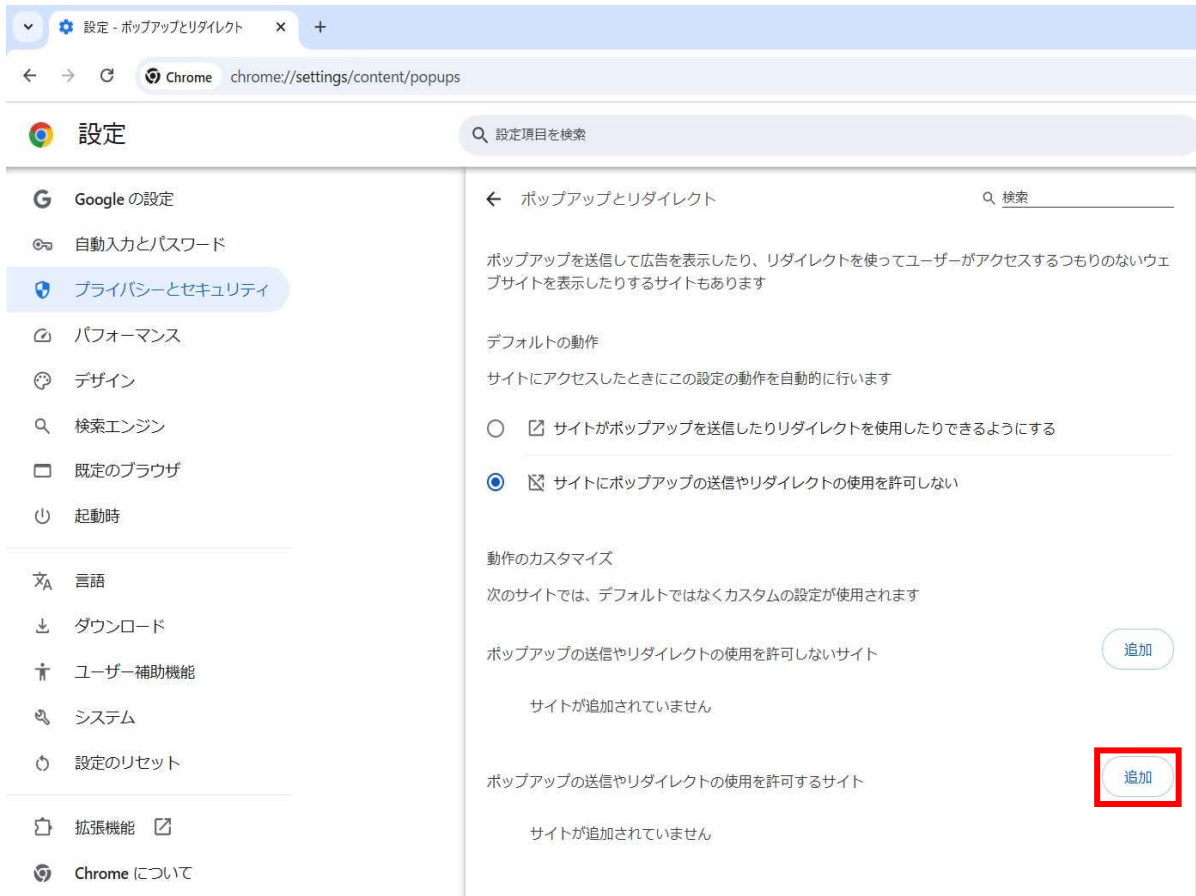 設定 - ポップアップとリダイレクト
Chrome chrome://settings/content/popups
設定
設定項目を検索
Google の設定
自動入力とパスワード
プライバシーとセキュリティ
パフォーマンス
デザイン
検索エンジン
既定のブラウザ
起動時
言語
ダウンロード
ユーザー補助機能
システム
設定のリセット
拡張機能
Chrome について
ポップアップとリダイレクト
検索
ポップアップを送信して広告を表示したり、リダイレクトを使ってユーザーがアクセスするつもりのないウェ
ブサイトを表示したりするサイトもあります
デフォルトの動作
サイトにアクセスしたときにこの設定の動作を自動的に行います
サイトがポップアップを送信したりリダイレクトを使用したりできるようにする
サイトにポップアップの送信やリダイレクトの使用を許可しない
動作のカスタマイズ
次のサイトでは、デフォルトではなくカスタムの設定が使用されます
ポップアップの送信やリダイレクトの使用を許可しないサイト
追加
サイトが追加されていません
ポップアップの送信やリダイレクトの使用を許可するサイト
追加
サイトが追加されていません